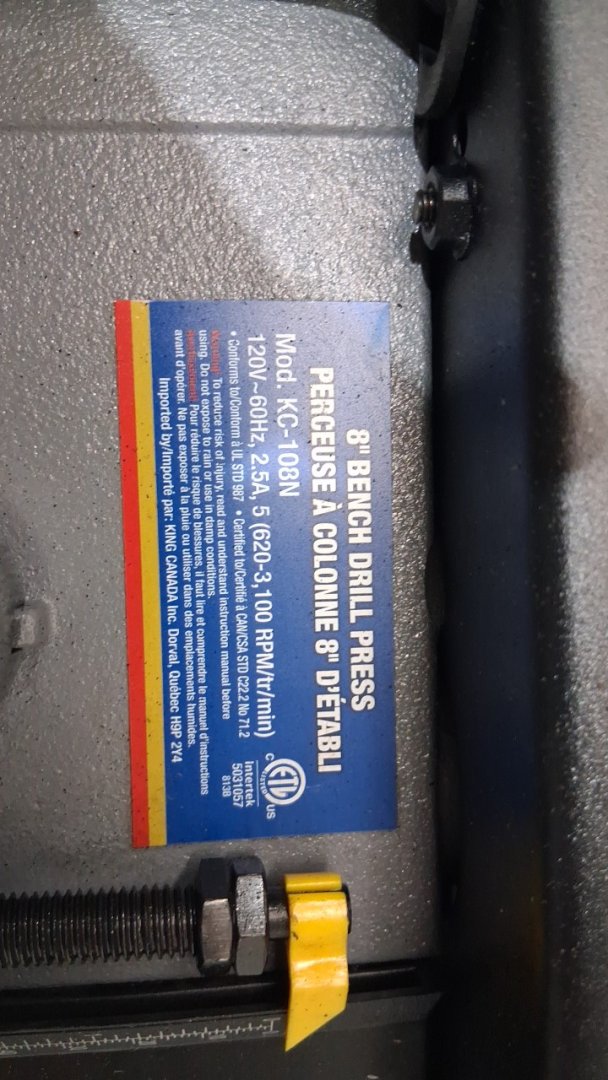 8" BENCH DRILL PRESS
PERCEUSE À COLONNE 8" D'ÉTABLI
Mod. KC-108N
120V~60Hz, 2.5A, 5 (620-3,100 RPM/tr/min)
• Conforms to/Conform à UL STD 987 • Certified to/Certifié à CAN/CSA STD C22.2 No 71.2
Warning: To reduce risk of injury, read and understand instruction manual before
using. Do not expose to rain or use in damp conditions.
Avertissement: Pour réduire le risque de blessures, il faut lire et comprendre le manuel d'instructions
avant d'opérer. Ne pas exposer à la pluie ou utiliser dans des emplacements humides.
Imported by/Importé par: KING CANADA Inc. Dorval, Québec H9P 2Y4
C ETL US
LISTED
Intertek
5031057
813B